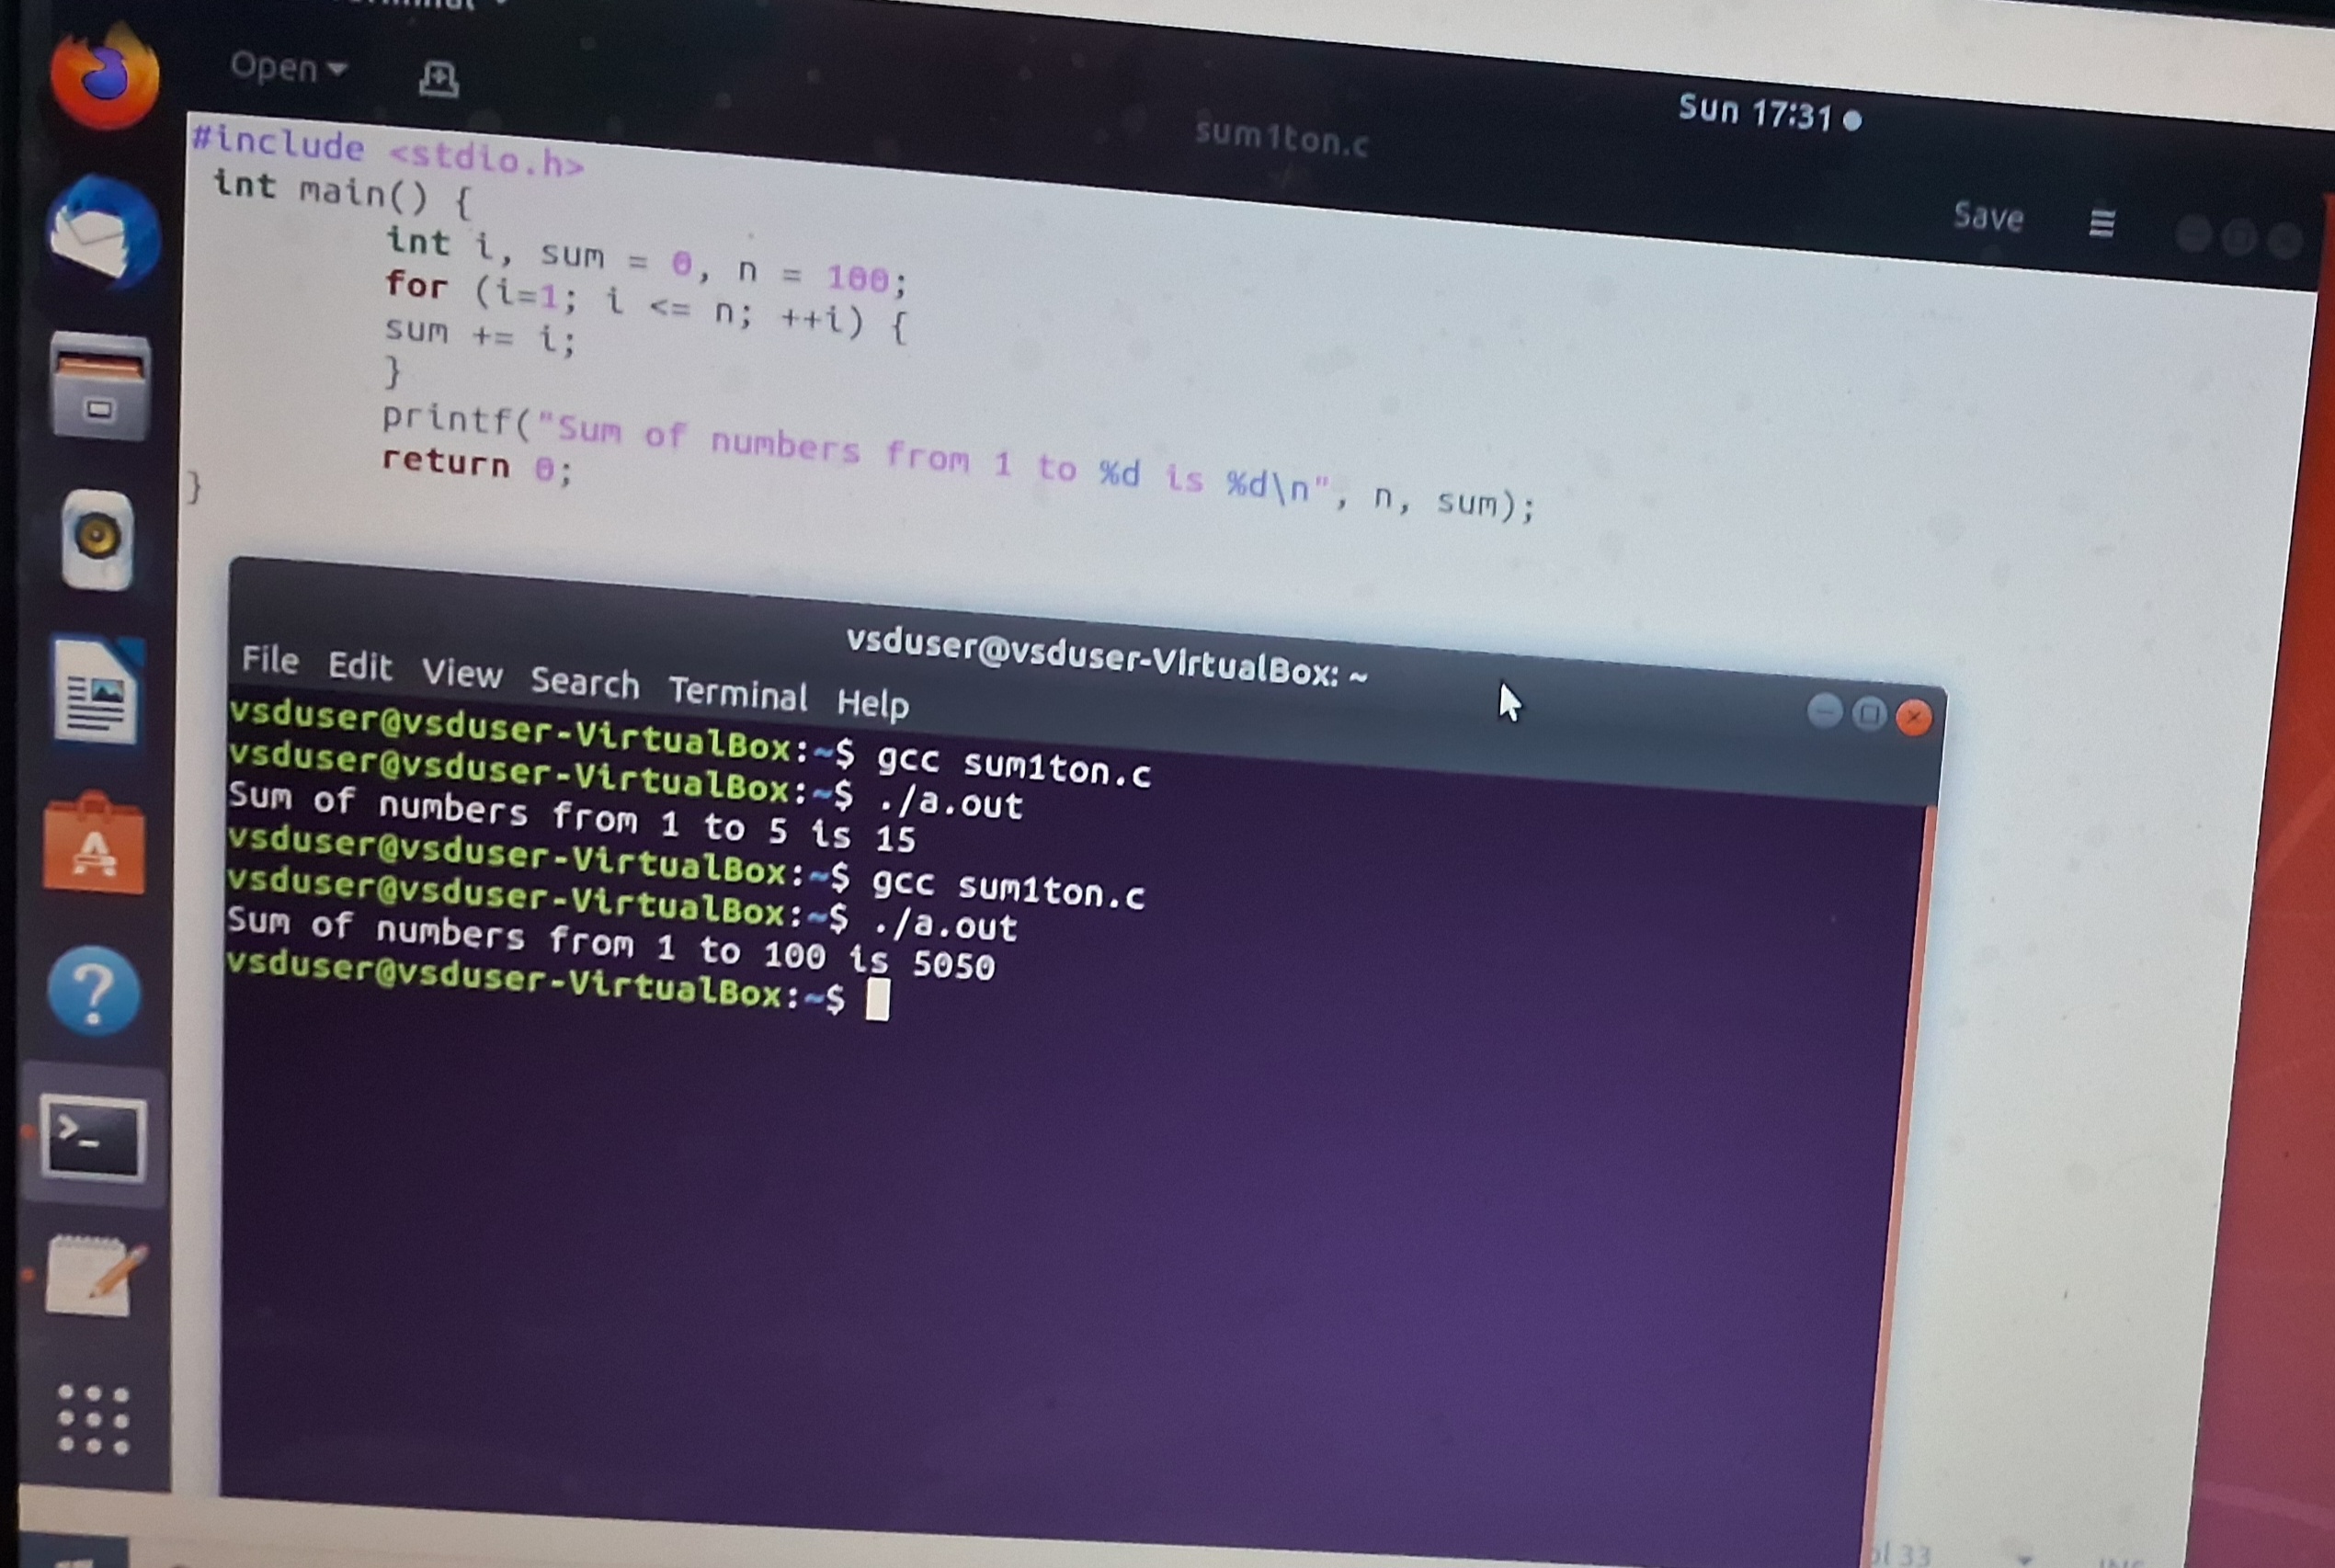 Open
Sun 17:31
sum1ton.c
Save
#include <stdio.h>
int main() {
int i, sum = 0, n = 100;
for (i=1; i <= n; ++i) {
sum += i;
}
printf("Sum of numbers from 1 to %d is %d\n", n, sum);
return 0;
}
vsduser@vsduser-VirtualBox: ~
File Edit View Search Terminal Help
vsduser@vsduser-VirtualBox:~$ gcc sum1ton.c
vsduser@vsduser-VirtualBox:~$ ./a.out
Sum of numbers from 1 to 5 is 15
vsduser@vsduser-VirtualBox:~$ gcc sum1ton.c
vsduser@vsduser-VirtualBox:~$ ./a.out
Sum of numbers from 1 to 100 is 5050
vsduser@vsduser-VirtualBox:~$
33